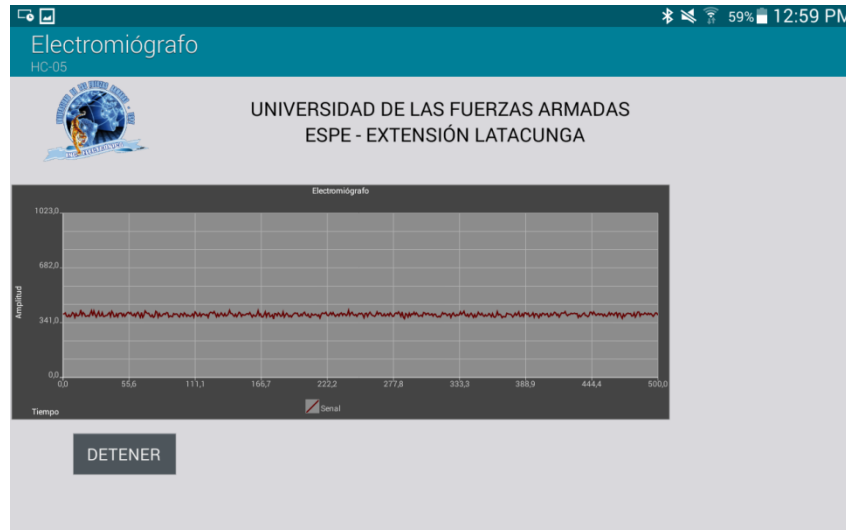 59% 12:59 PM
Electromiógrafo
HC-05
UNIVERSIDAD DE LAS FUERZAS ARMADAS
ESPE - EXTENSIÓN LATACUNGA
Electromiógrafo
1023,0
682,0
Amplitud
341,0
0,0
0,0 55,6 111,1 166,7 222,2 277,8 333,3 388,9 444,4 500,0
Tiempo
Senal
DETENER